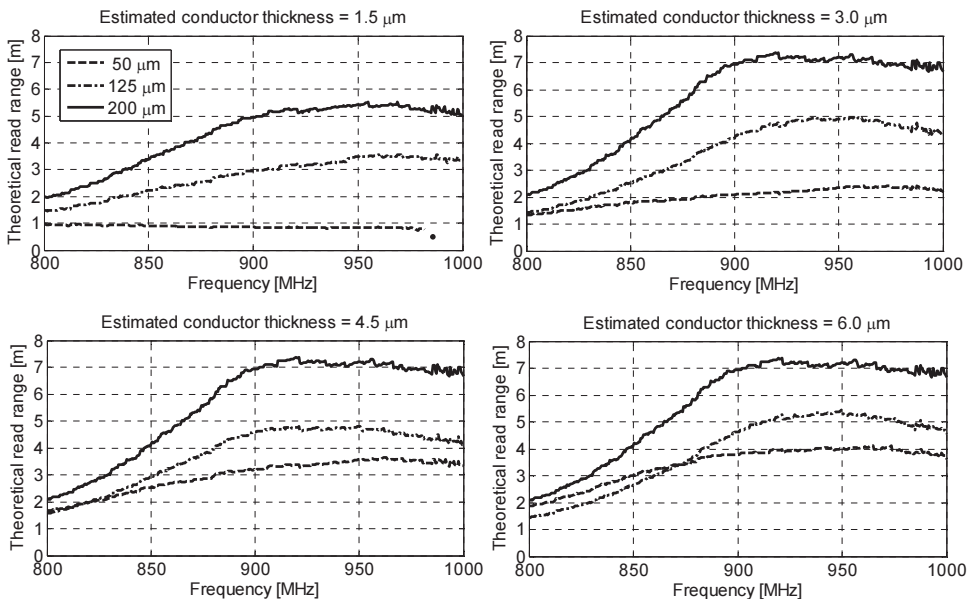 Estimated conductor thickness = 1.5 μm
Theoretical read range [m]
8
7
6
5
4
3
2
1
0
50 μm
125 μm
200 μm
800 850 900 950 1000
Frequency [MHz]
Estimated conductor thickness = 3.0 μm
Theoretical read range [m]
8
7
6
5
4
3
2
1
0
800 850 900 950 1000
Frequency [MHz]
Estimated conductor thickness = 4.5 μm
Theoretical read range [m]
8
7
6
5
4
3
2
1
0
800 850 900 950 1000
Frequency [MHz]
Estimated conductor thickness = 6.0 μm
Theoretical read range [m]
8
7
6
5
4
3
2
1
0
800 850 900 950 1000
Frequency [MHz]